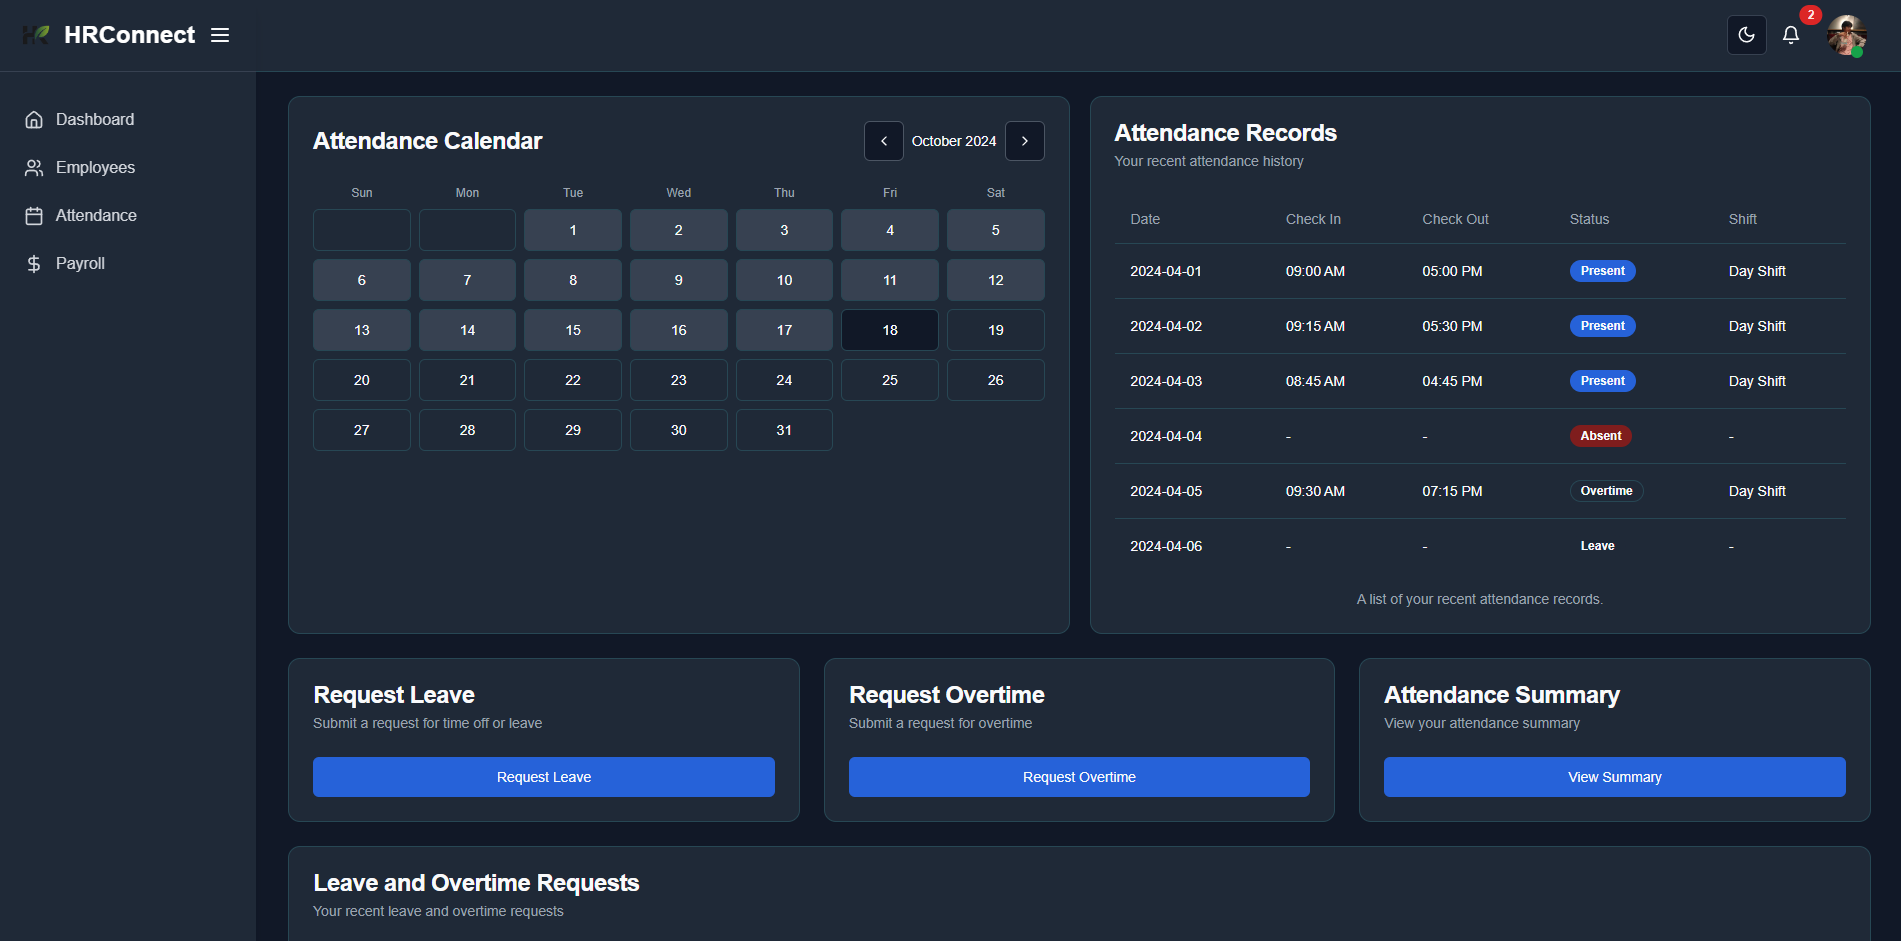 HR HRConnect
2
Dashboard
Employees
Attendance
Payroll
Attendance Calendar
October 2024
Sun Mon Tue Wed Thu Fri Sat
1 2 3 4 5
6 7 8 9 10 11 12
13 14 15 16 17 18 19
20 21 22 23 24 25 26
27 28 29 30 31
Attendance Records
Your recent attendance history
Date Check In Check Out Status Shift
2024-04-01 09:00 AM 05:00 PM Present Day Shift
2024-04-02 09:15 AM 05:30 PM Present Day Shift
2024-04-03 08:45 AM 04:45 PM Present Day Shift
2024-04-04 - - Absent -
2024-04-05 09:30 AM 07:15 PM Overtime Day Shift
2024-04-06 - - Leave -
A list of your recent attendance records.
Request Leave
Submit a request for time off or leave
Request Leave
Request Overtime
Submit a request for overtime
Request Overtime
Attendance Summary
View your attendance summary
View Summary
Leave and Overtime Requests
Your recent leave and overtime requests